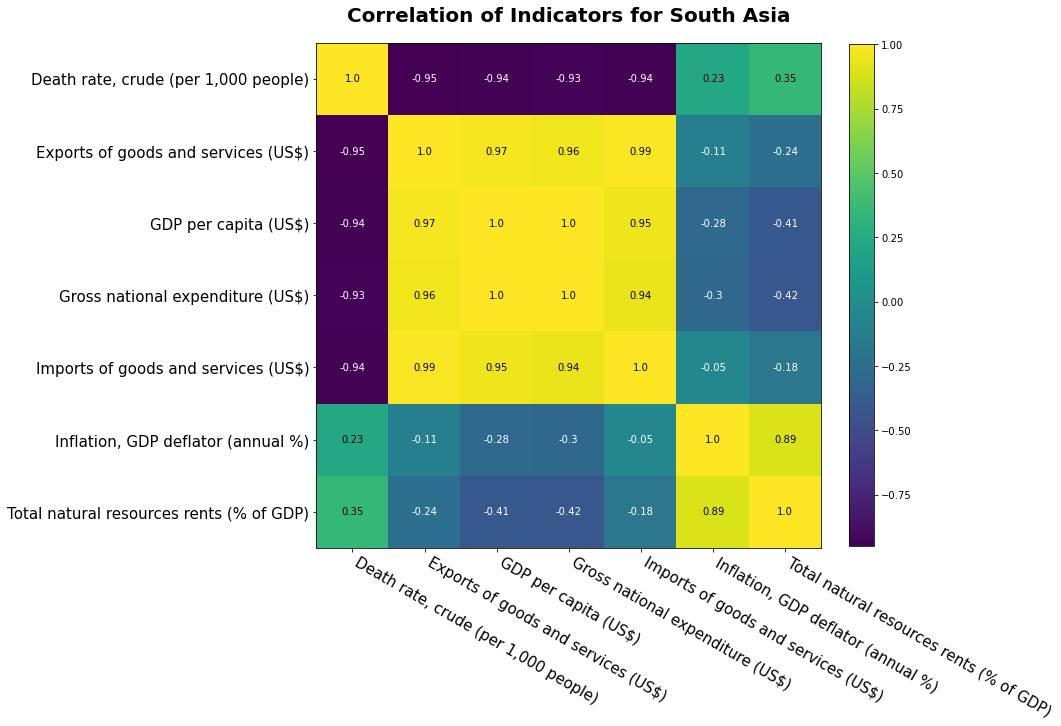 Correlation of Indicators for South Asia
Death rate, crude (per 1,000 people) 1.0 -0.95 -0.94 -0.93 -0.94 0.23 0.35
Exports of goods and services (US$) -0.95 1.0 0.97 0.96 0.99 -0.11 -0.24
GDP per capita (US$) -0.94 0.97 1.0 1.0 0.95 -0.28 -0.41
Gross national expenditure (US$) -0.93 0.96 1.0 1.0 0.94 -0.3 -0.42
Imports of goods and services (US$) -0.94 0.99 0.95 0.94 1.0 -0.05 -0.18
Inflation, GDP deflator (annual %) 0.23 -0.11 -0.28 -0.3 -0.05 1.0 0.89
Total natural resources rents (% of GDP) 0.35 -0.24 -0.41 -0.42 -0.18 0.89 1.0
Death rate, crude (per 1,000 people)
Exports of goods and services (US$)
GDP per capita (US$)
Gross national expenditure (US$)
Imports of goods and services (US$)
Inflation, GDP deflator (annual %)
Total natural resources rents (% of GDP)
1.00
0.75
0.50
0.25
0.00
−0.25
−0.50
−0.75